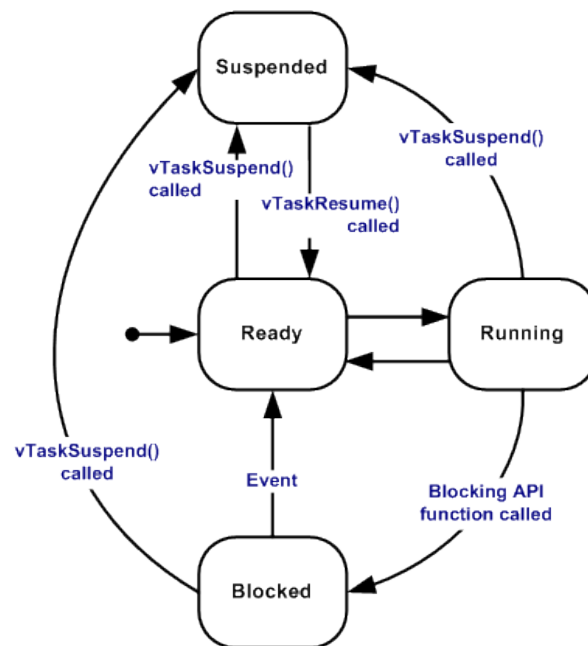 Suspended
vTaskSuspend()
called
vTaskSuspend()
called
vTaskResume()
called
Ready
Running
vTaskSuspend()
called
Event
Blocking API
function called
Blocked